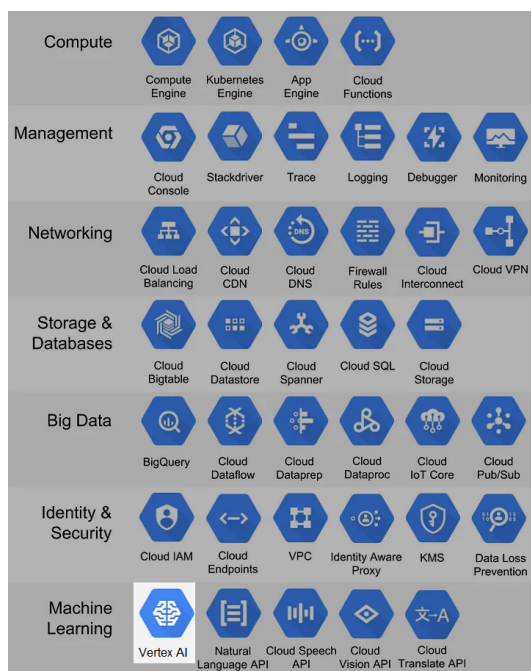 Compute
Compute Engine
Kubernetes Engine
App Engine
Cloud Functions
Management
Cloud Console
Stackdriver
Trace
Logging
Debugger
Monitoring
Networking
Cloud Load Balancing
Cloud CDN
DNS
Cloud DNS
Firewall Rules
Cloud Interconnect
Cloud VPN
Storage & Databases
Cloud Bigtable
Cloud Datastore
Cloud Spanner
Cloud SQL
Cloud Storage
Big Data
BigQuery
Cloud Dataflow
Cloud Dataprep
Cloud Dataproc
Cloud IoT Core
Cloud Pub/Sub
Identity & Security
Cloud IAM
Cloud Endpoints
VPC
Identity Aware Proxy
KMS
Data Loss Prevention
Machine Learning
Vertex AI
Natural Language API
Cloud Speech API
Cloud Vision API
文→A
Cloud Translate API